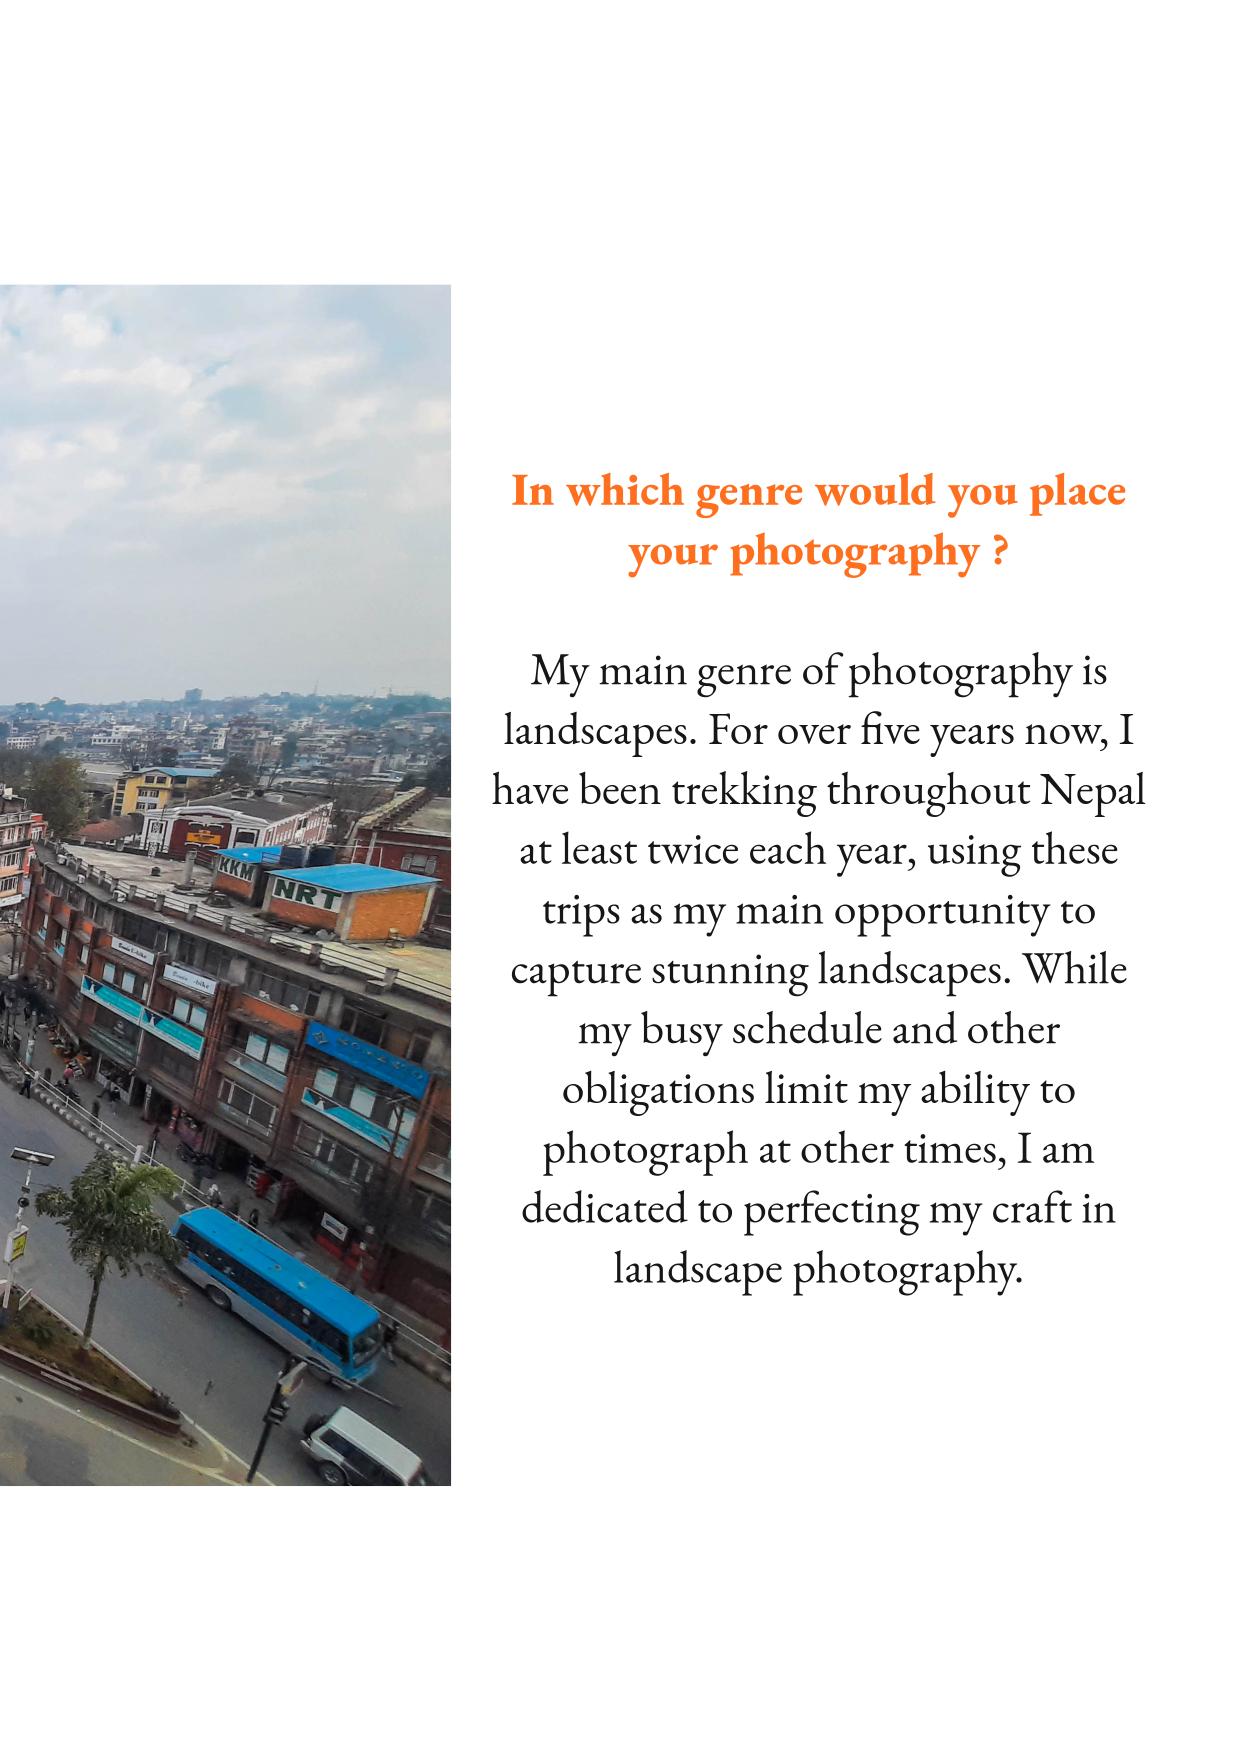 In which genre would you place
your photography ?
My main genre of photography is
landscapes. For over five years now, I
have been trekking throughout Nepal
at least twice each year, using these
trips as my main opportunity to
capture stunning landscapes. While
my busy schedule and other
obligations limit my ability to
photograph at other times, I am
dedicated to perfecting my craft in
landscape photography.
KKM
NRT